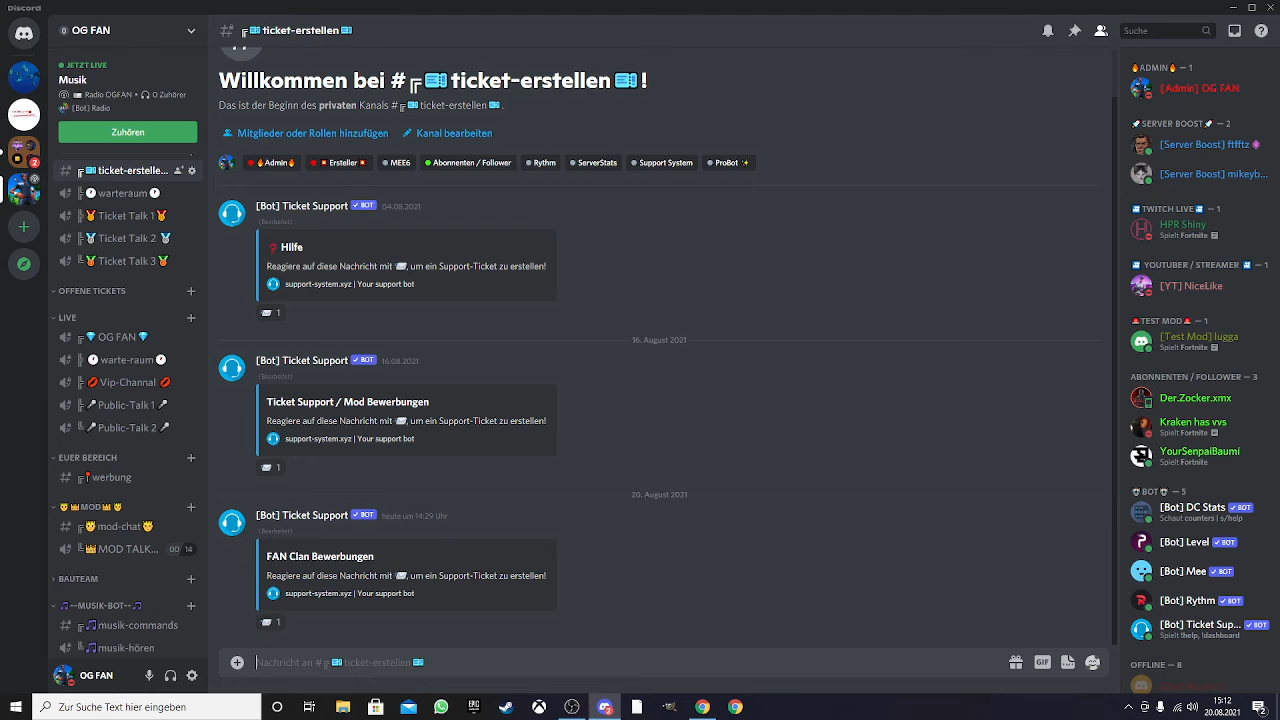 Discord
OG FAN
JETZT LIVE
Musik
Radio OGFAN • 0 Zuhörer
[Bot] Radio
Zuhören
ticket-erstelle...
warteraum
Ticket Talk 1
Ticket Talk 2
Ticket Talk 3
OFFENE TICKETS
LIVE
OG FAN
warte-raum
Vip-Channal
Public-Talk 1
Public-Talk 2
EUER BEREICH
werbung
MOD
mod-chat
MOD TALK... 00 14
BAUTEAM
--MUSIK-BOT--
musik-commands
musik-hören
OG FAN
ticket-erstellen
Willkommen bei #╔🎫ticket-erstellen🎫!
Das ist der Beginn des privaten Kanals #╔🎫ticket-erstellen🎫.
Mitglieder oder Rollen hinzufügen Kanal bearbeiten
🔥Admin🔥 💥Ersteller💥 MEE6 Abonnenten / Follower Rythm ServerStats Support System ProBot ✨
[Bot] Ticket Support ✓ BOT 04.08.2021
(Bearbeitet)
❓ Hilfe
Reagiere auf diese Nachricht mit 📨, um ein Support-Ticket zu erstellen!
support-system.xyz | Your support bot
1
16. August 2021
[Bot] Ticket Support ✓ BOT 16.08.2021
(Bearbeitet)
Ticket Support / Mod Bewerbungen
Reagiere auf diese Nachricht mit 📨, um ein Support-Ticket zu erstellen!
support-system.xyz | Your support bot
1
20. August 2021
[Bot] Ticket Support ✓ BOT heute um 14:29 Uhr
(Bearbeitet)
FAN Clan Bewerbungen
Reagiere auf diese Nachricht mit 📨, um ein Support-Ticket zu erstellen!
support-system.xyz | Your support bot
1
Nachricht an #╔🎫ticket-erstellen🎫
GIF
Suche
🔥ADMIN🔥 — 1
[Admin] OG FAN
SERVER BOOST — 2
[Server Boost] ffftffz
[Server Boost] mikeyb...
TWITCH LIVE — 1
HPR Shiny
Spielt Fortnite
YOUTUBER / STREAMER — 1
[YT] NiceLike
TEST MOD — 1
[Test Mod] lugga
Spielt Fortnite
ABONNENTEN / FOLLOWER — 3
Der.Zocker.xmx
Kraken has vvs
Spielt Fortnite
YourSenpaiBaumi
Spielt Fortnite
BOT — 5
[Bot] DC Stats ✓ BOT
Schaut counters | s/help
[Bot] Level ✓ BOT
[Bot] Mee ✓ BOT
[Bot] Rythm ✓ BOT
[Bot] Ticket Sup... ✓ BOT
Spielt !help, !dashboard
OFFLINE — 8
Zur Suche Text hier eingeben
EPIC
15:12
20.08.2021